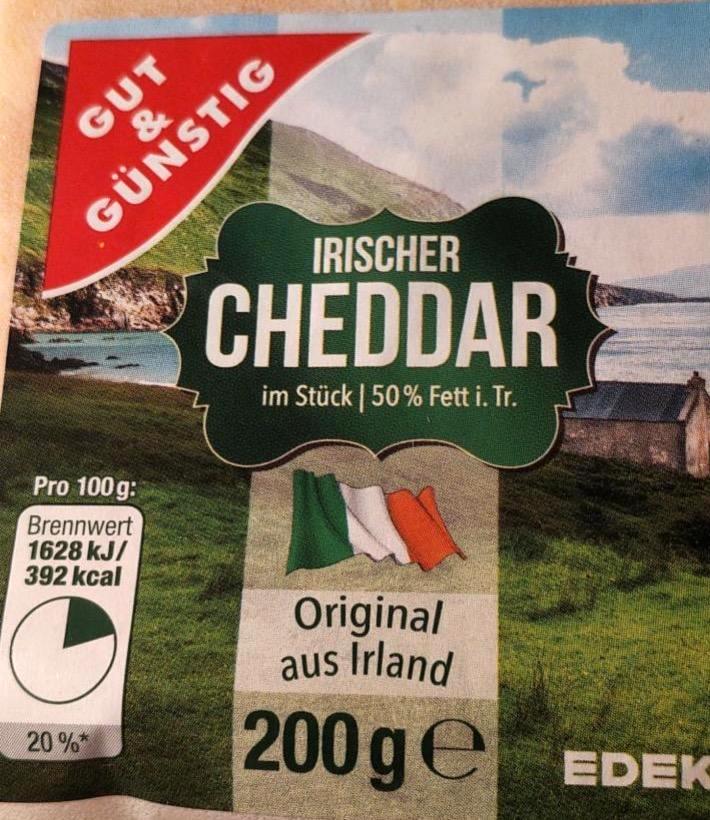 GUT
&
GÜNSTIG
IRISCHER
CHEDDAR
im Stück | 50 % Fett i. Tr.
Pro 100 g:
Brennwert
1628 kJ/
392 kcal
20 %*
Original
aus Irland
200 g ℮
EDEK